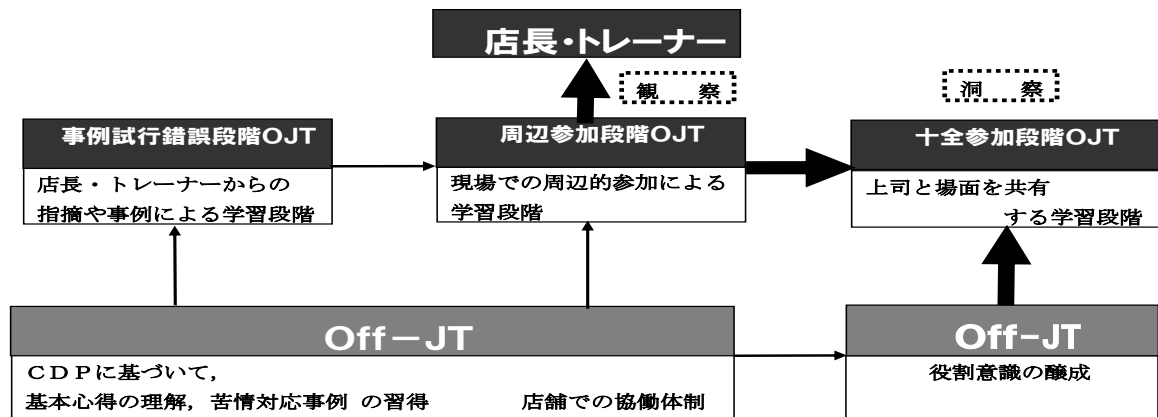 店長・トレーナー
観　察
洞　察
事例試行錯誤段階OJT
店長・トレーナーからの
指摘や事例による学習段階
周辺参加段階OJT
現場での周辺的参加による
学習段階
十全参加段階OJT
上司と場面を共有
する学習段階
Off－JT
ＣＤＰに基づいて，
基本心得の理解，苦情対応事例 の習得　　店舗での協働体制
Off-JT
役割意識の醸成